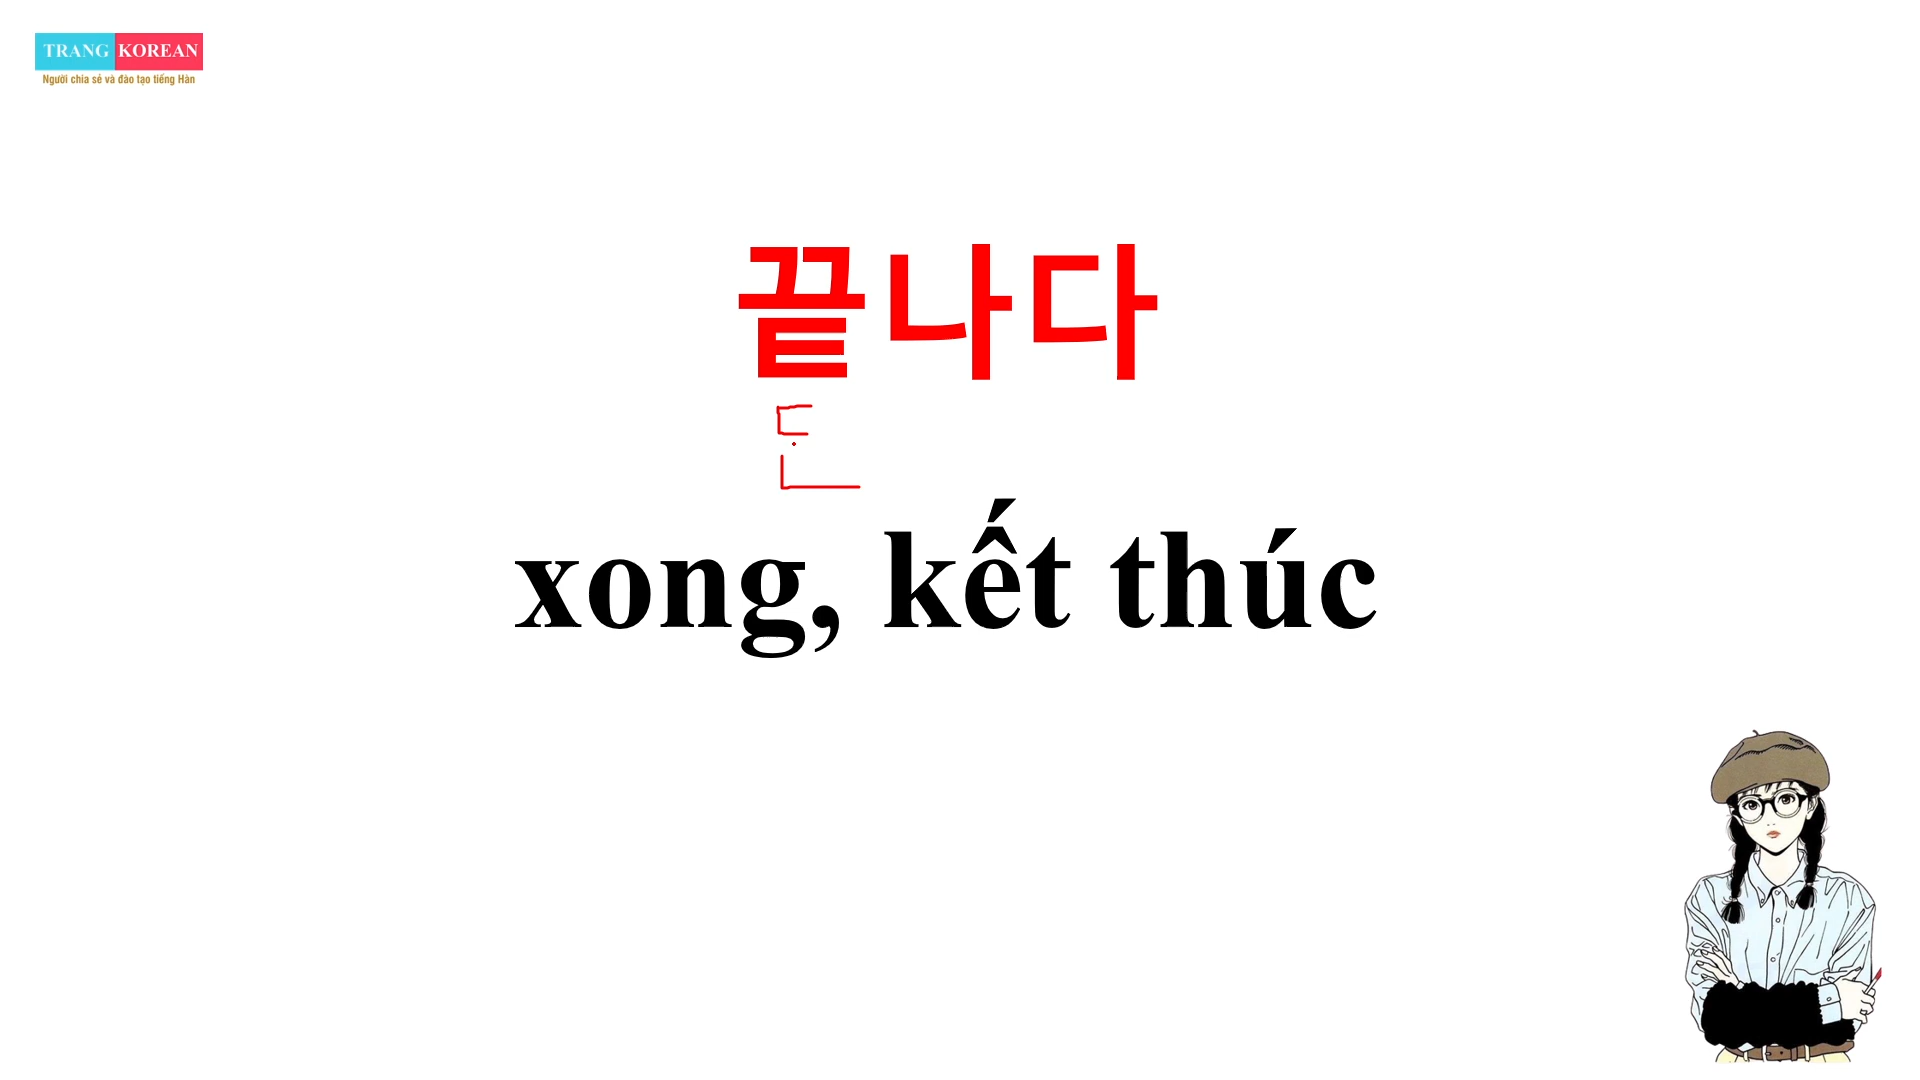 TRANG KOREAN
Người chia sẻ và đào tạo tiếng Hàn
끝나다
ㄷ
ㄴ
xong, kết thúc